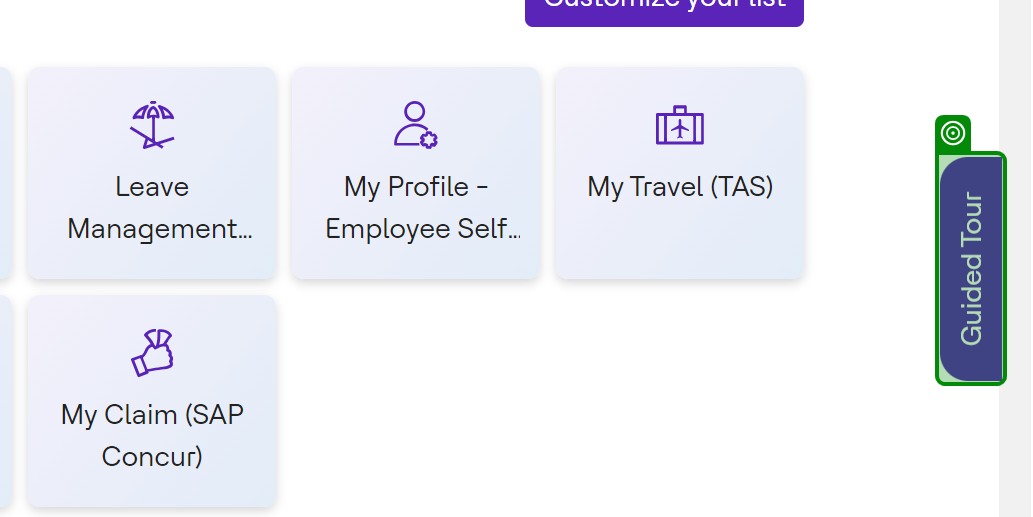 Customize your list
Leave
Management...
My Profile -
Employee Self...
My Travel (TAS)
My Claim (SAP
Concur)
Guided Tour